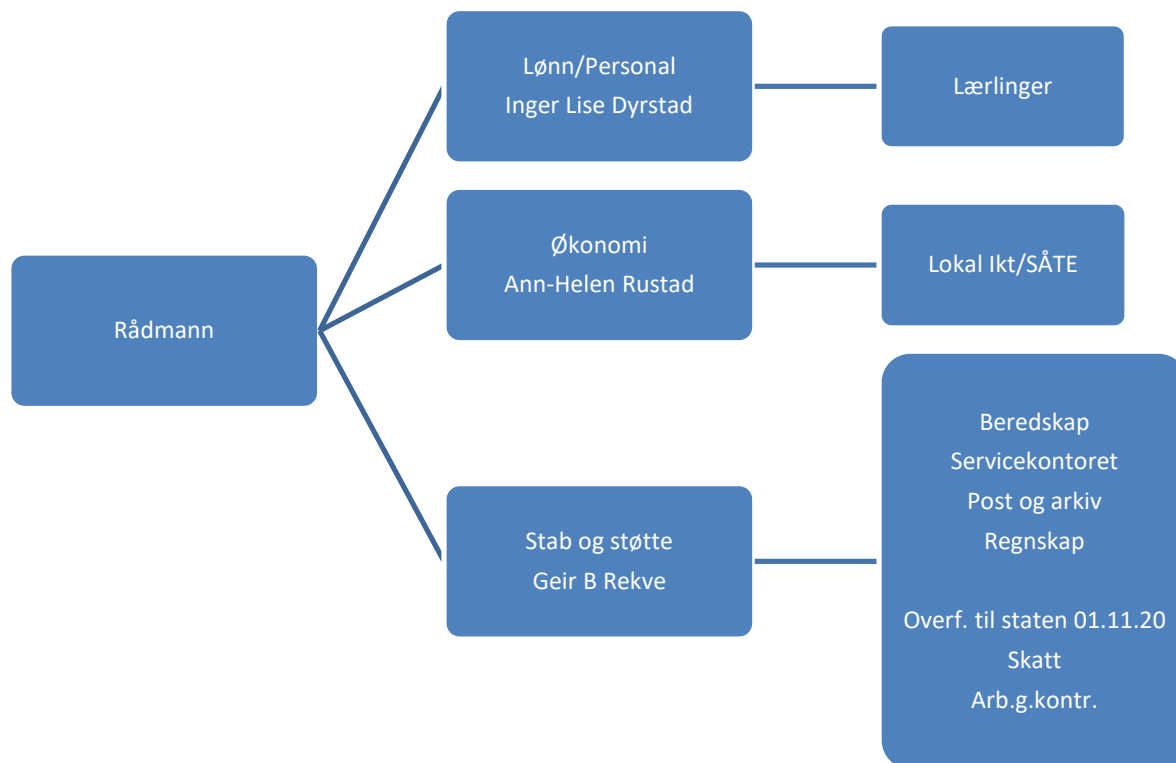 Rådmann
Lønn/Personal
Inger Lise Dyrstad
Lærlinger
Økonomi
Ann-Helen Rustad
Lokal Ikt/SÅTE
Stab og støtte
Geir B Rekve
Beredskap
Servicekontoret
Post og arkiv
Regnskap
Overf. til staten 01.11.20
Skatt
Arb.g.kontr.